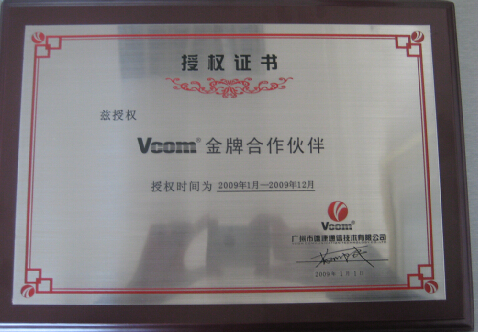 授权证书
兹授权
Vcom® 金牌合作伙伴
授权时间为 2009年1月—2009年12月
Vcom®